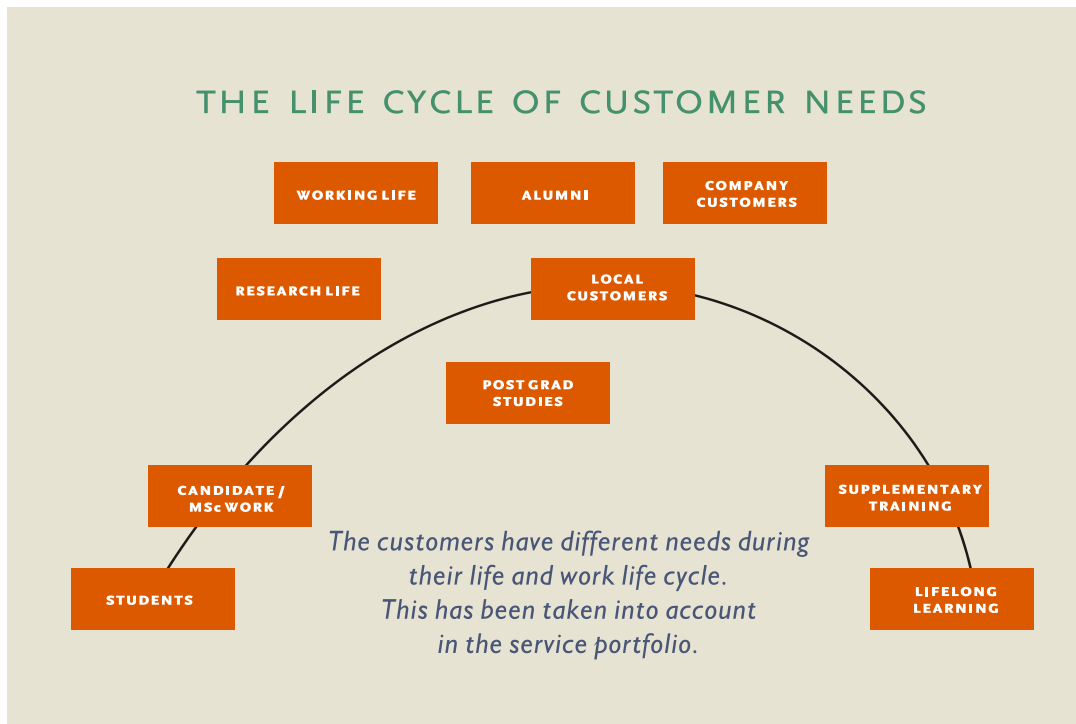 THE LIFE CYCLE OF CUSTOMER NEEDS
WORKING LIFE
ALUMNI
COMPANY
CUSTOMERS
RESEARCH LIFE
LOCAL
CUSTOMERS
POST GRAD
STUDIES
CANDIDATE /
MSc WORK
SUPPLEMENTARY
TRAINING
The customers have different needs during
their life and work life cycle.
This has been taken into account
in the service portfolio.
STUDENTS
LIFELONG
LEARNING